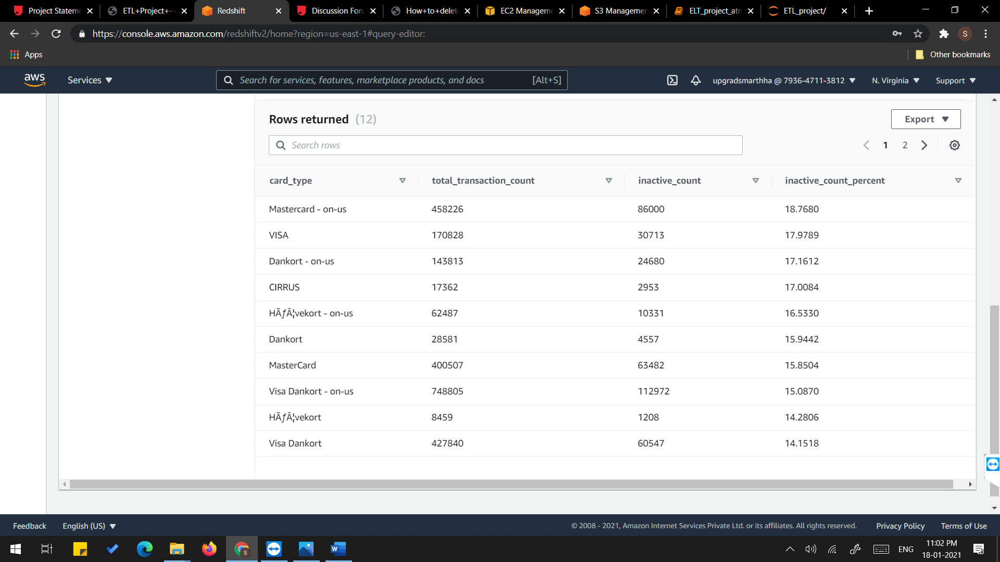 Project Stateme
ETL+Project+-+
Redshift
Discussion Foru
How+to+delet
EC2 Manageme
S3 Managemen
ELT_project_atm
ETL_project/
https://console.aws.amazon.com/redshiftv2/home?region=us-east-1#query-editor:
S
Apps
Other bookmarks
aws
Services
Search for services, features, marketplace products, and docs
[Alt+S]
upgradsmarthha @ 7936-4711-3812
N. Virginia
Support
Rows returned (12)
Export
Search rows
1 2
card_type total_transaction_count inactive_count inactive_count_percent
Mastercard - on-us 458226 86000 18.7680
VISA 170828 30713 17.9789
Dankort - on-us 143813 24680 17.1612
CIRRUS 17362 2953 17.0084
HÃƒÂ¦vekort - on-us 62487 10331 16.5330
Dankort 28581 4557 15.9442
MasterCard 400507 63482 15.8504
Visa Dankort - on-us 748805 112972 15.0870
HÃƒÂ¦vekort 8459 1208 14.2806
Visa Dankort 427840 60547 14.1518
Feedback
English (US)
© 2008 - 2021, Amazon Internet Services Private Ltd. or its affiliates. All rights reserved.
Privacy Policy
Terms of Use
ENG
11:02 PM
18-01-2021